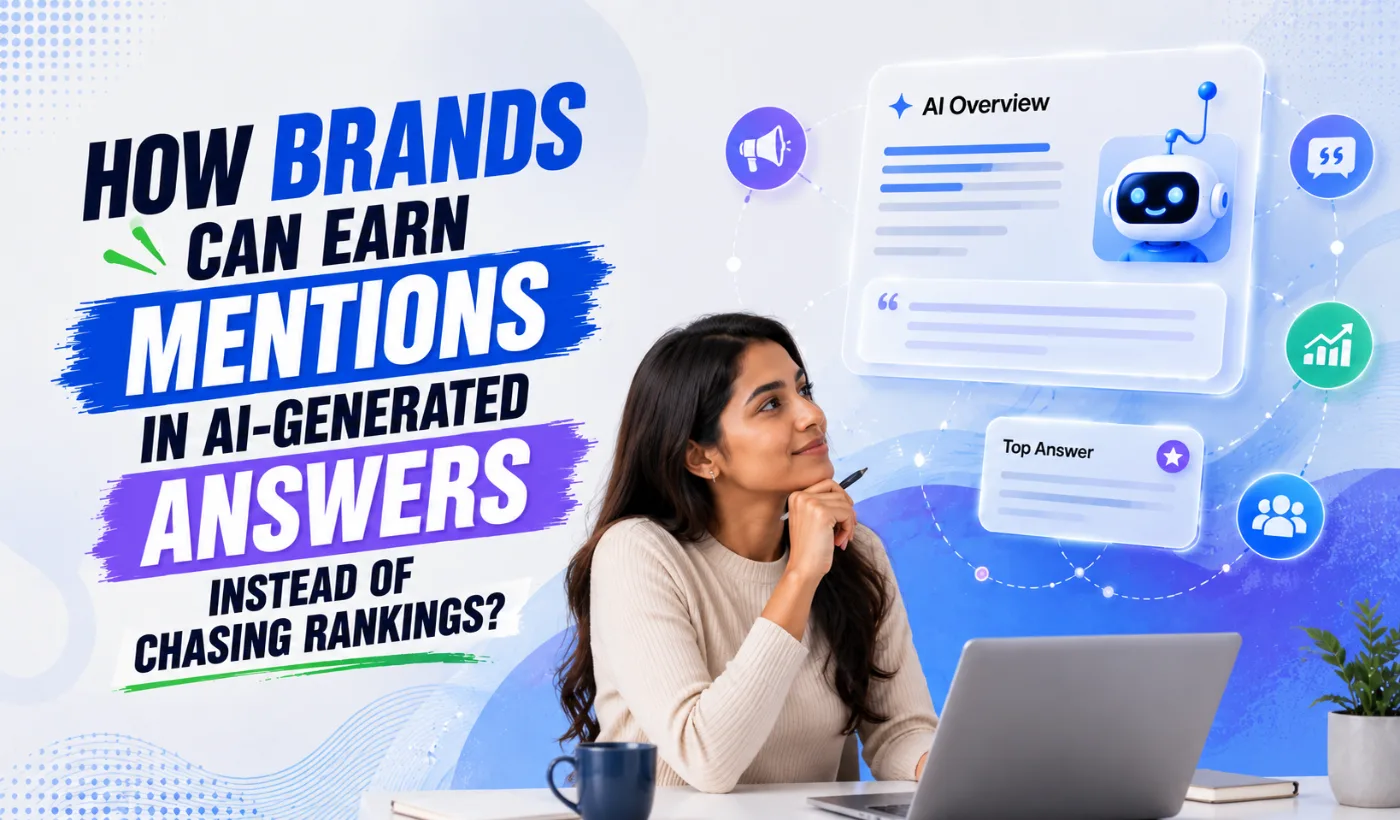 HOW BRANDS
CAN EARN
MENTIONS
IN AI-GENERATED
ANSWERS
INSTEAD OF
CHASING RANKINGS?
AI Overview
Top Answer